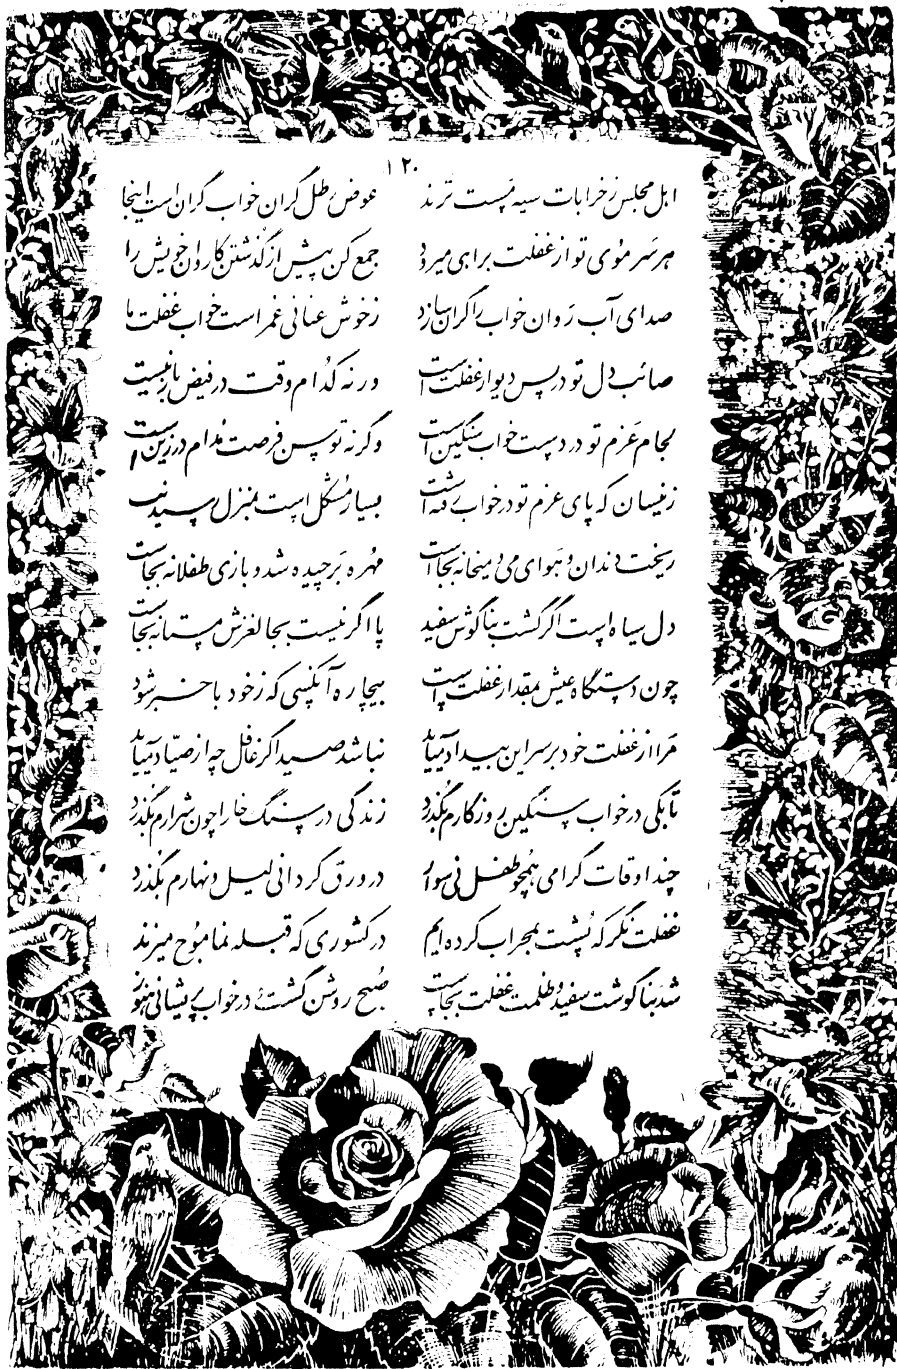 ۱۲۰
اهل مجلس ز خرابات سیه مست ترند عوض رطل گران خواب گران است اینجا
هر سر موی تو از غفلت براهی میرود جمع کن پیش از گذشتن کاروان خویش را
صدای آب روان خواب را گران سازد ز خوش عنانی عمر است خواب غفلت ما
صائب دل تو در پس دیوار غفلت است ورنه کدام وقت در فیض باز نیست
لجام عزم تو در دست خواب سنگین است وگرنه توسن فرصت مدام در زین است
زینسان که پای عزم تو در خواب رفته است بسیار مشکل است بمنزل رسیدنت
ریخت دندان و هوای می و میخانه بجاست مهره برچیده شد و بازی طفلانه بجاست
دل سیاه است اگر گشت بناگوش سفید پا اگر نیست بجا لغزش مستانه بجاست
چون دستگاه عیش بمقدار غفلت است بیچاره آنکسی که ز خود باخبر شود
مرا از غفلت خود بر سر این بیداد میآید نباشد صید اگر غافل چه از صیاد میآید
تا بکی در خواب سنگین روزگارم بگذرد زندگی در سنگ خارا چون شرارم بگذرد
چند اوقات گرامی همچو طفل نی سوار در ورق گردانی لیل و نهارم بگذرد
غفلت نگر که پشت بمحراب کرده ایم در کشوری که قبله نما موج میزند
شد بناگوشت سفید و ظلمت غفلت بجاست صبح روشن گشت و در خواب پریشانی هنوز